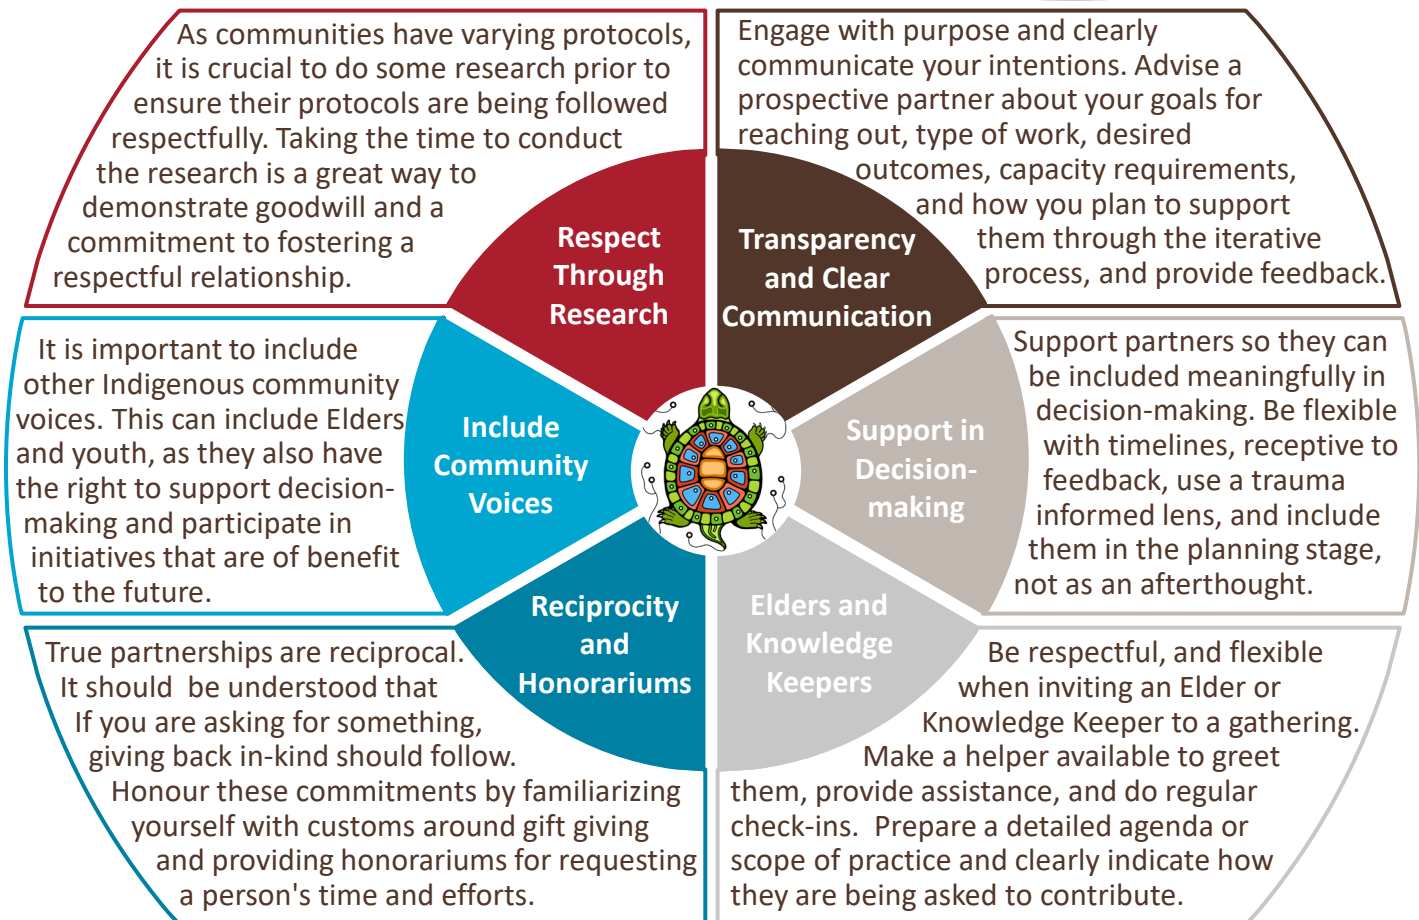 As communities have varying protocols,
it is crucial to do some research prior to
ensure their protocols are being followed
respectfully. Taking the time to conduct
the research is a great way to
demonstrate goodwill and a
commitment to fostering a
respectful relationship.
Respect
Through
Research
Engage with purpose and clearly
communicate your intentions. Advise a
prospective partner about your goals for
reaching out, type of work, desired
outcomes, capacity requirements,
and how you plan to support
them through the iterative
process, and provide feedback.
Transparency
and Clear
Communication
It is important to include
other Indigenous community
voices. This can include Elders
and youth, as they also have
the right to support decision-
making and participate in
initiatives that are of benefit
to the future.
Include
Community
Voices
Support in
Decision-
making
Support partners so they can
be included meaningfully in
decision-making. Be flexible
with timelines, receptive to
feedback, use a trauma
informed lens, and include
them in the planning stage,
not as an afterthought.
True partnerships are reciprocal.
It should  be understood that
If you are asking for something,
giving back in-kind should follow.
Honour these commitments by familiarizing
yourself with customs around gift giving
and providing honorariums for requesting
a person's time and efforts.
Reciprocity
and
Honorariums
Elders and
Knowledge
Keepers
Be respectful, and flexible
when inviting an Elder or
Knowledge Keeper to a gathering.
Make a helper available to greet
them, provide assistance, and do regular
check-ins.  Prepare a detailed agenda or
scope of practice and clearly indicate how
they are being asked to contribute.